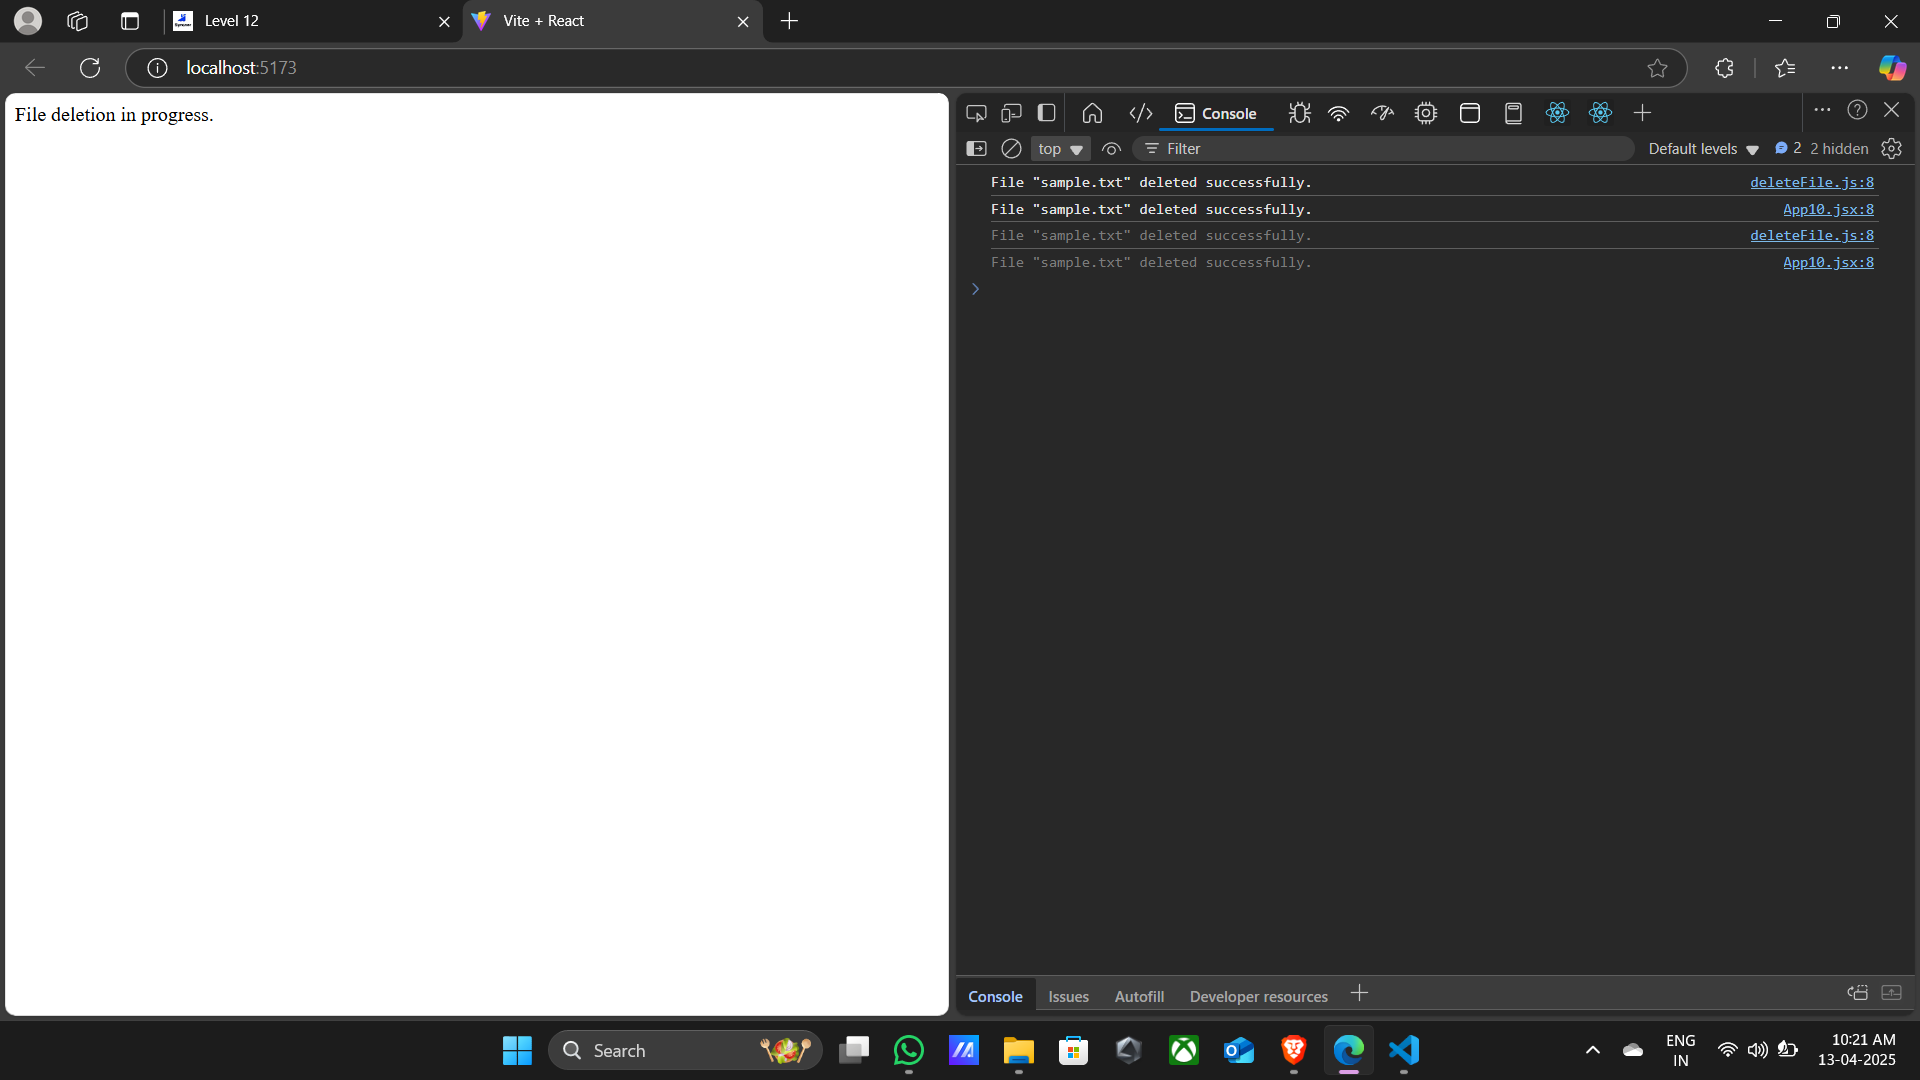 Level 12
Vite + React
localhost:5173
File deletion in progress.
Console
top
Filter
Default levels
2
2 hidden
File "sample.txt" deleted successfully. deleteFile.js:8
File "sample.txt" deleted successfully. App10.jsx:8
File "sample.txt" deleted successfully. deleteFile.js:8
File "sample.txt" deleted successfully. App10.jsx:8
Console
Issues
Autofill
Developer resources
Search
ENG
IN
10:21 AM
13-04-2025